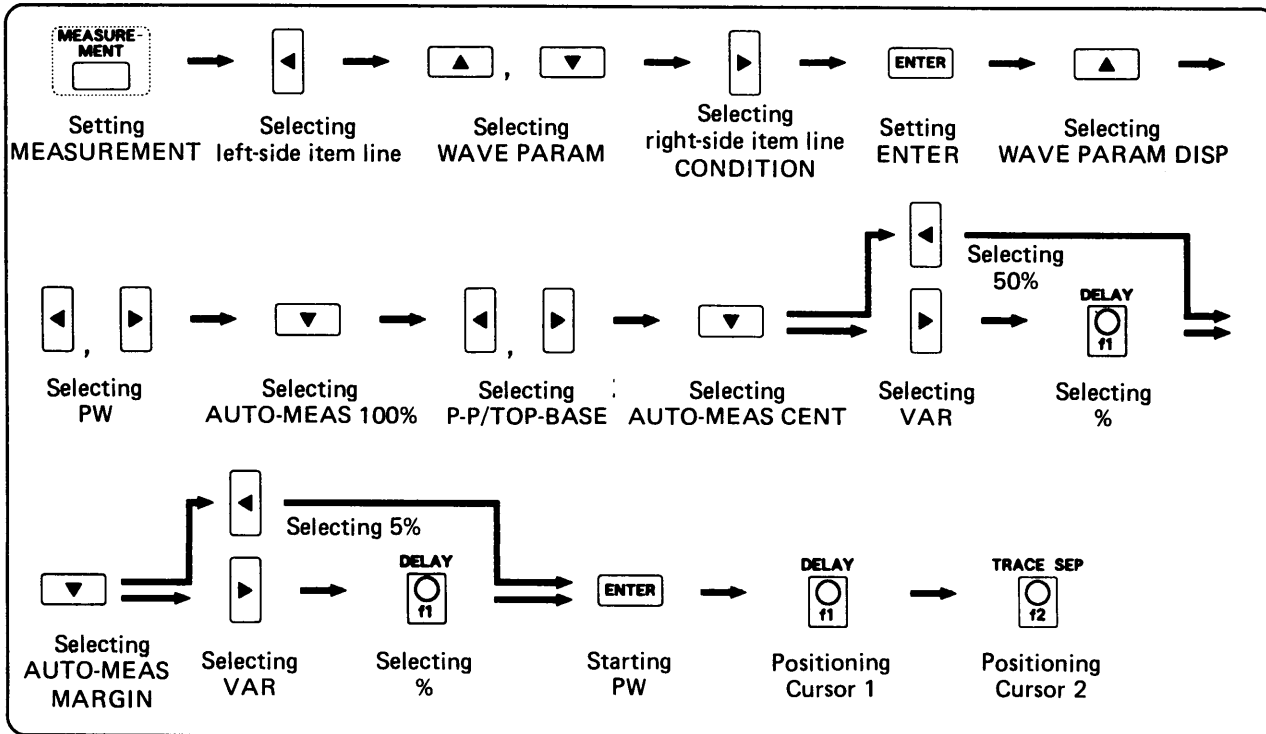 MEASURE-
MENT
ENTER
Setting
MEASUREMENT
Selecting
left-side item line
,
Selecting
WAVE PARAM
Selecting
right-side item line
CONDITION
Setting
ENTER
Selecting
WAVE PARAM DISP
Selecting
50%
DELAY
f1
,
Selecting
PW
Selecting
AUTO-MEAS 100%
,
Selecting
P-P/TOP-BASE
Selecting
AUTO-MEAS CENT
Selecting
VAR
Selecting
%
Selecting 5%
DELAY
f1
ENTER
DELAY
f1
TRACE SEP
f2
Selecting
AUTO-MEAS
MARGIN
Selecting
VAR
Selecting
%
Starting
PW
Positioning
Cursor 1
Positioning
Cursor 2